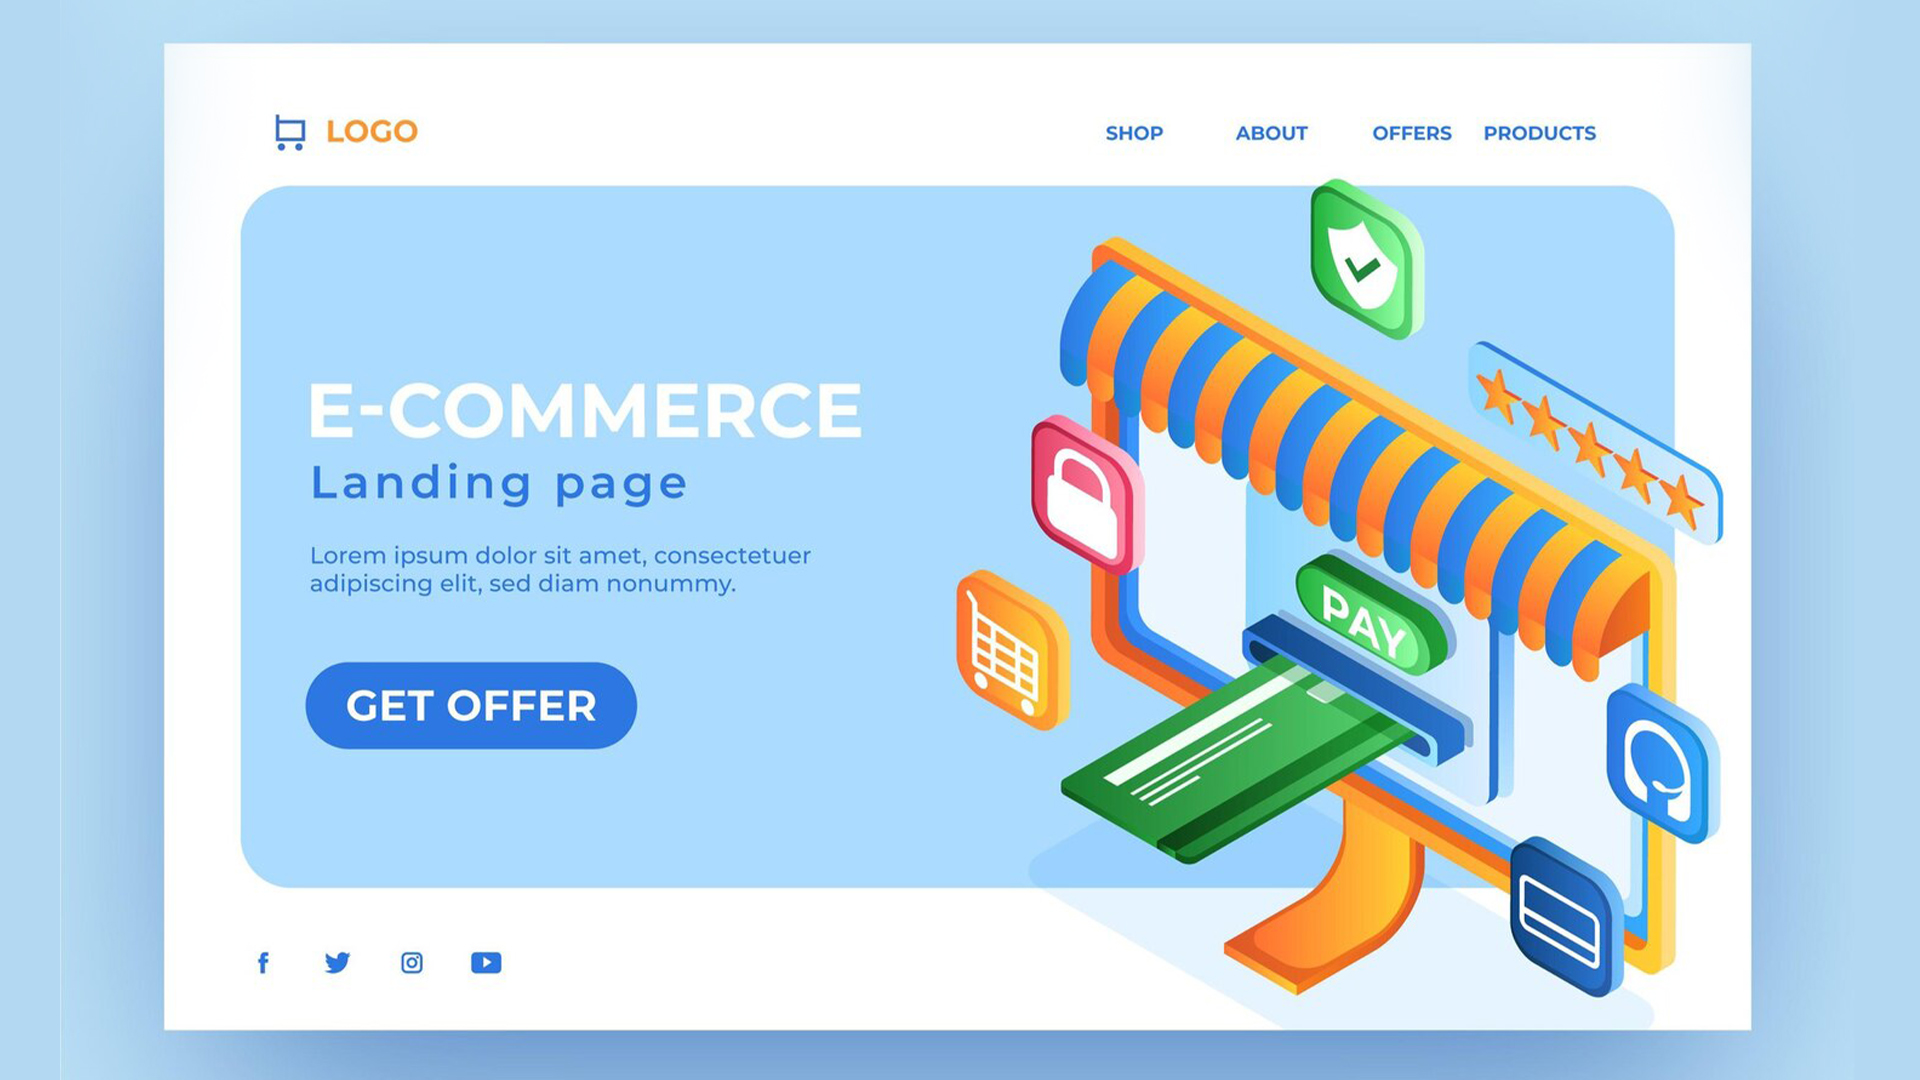 LOGO
SHOP ABOUT OFFERS PRODUCTS
E-COMMERCE
Landing page
Lorem ipsum dolor sit amet, consectetuer
adipiscing elit, sed diam nonummy.
GET OFFER
PAY